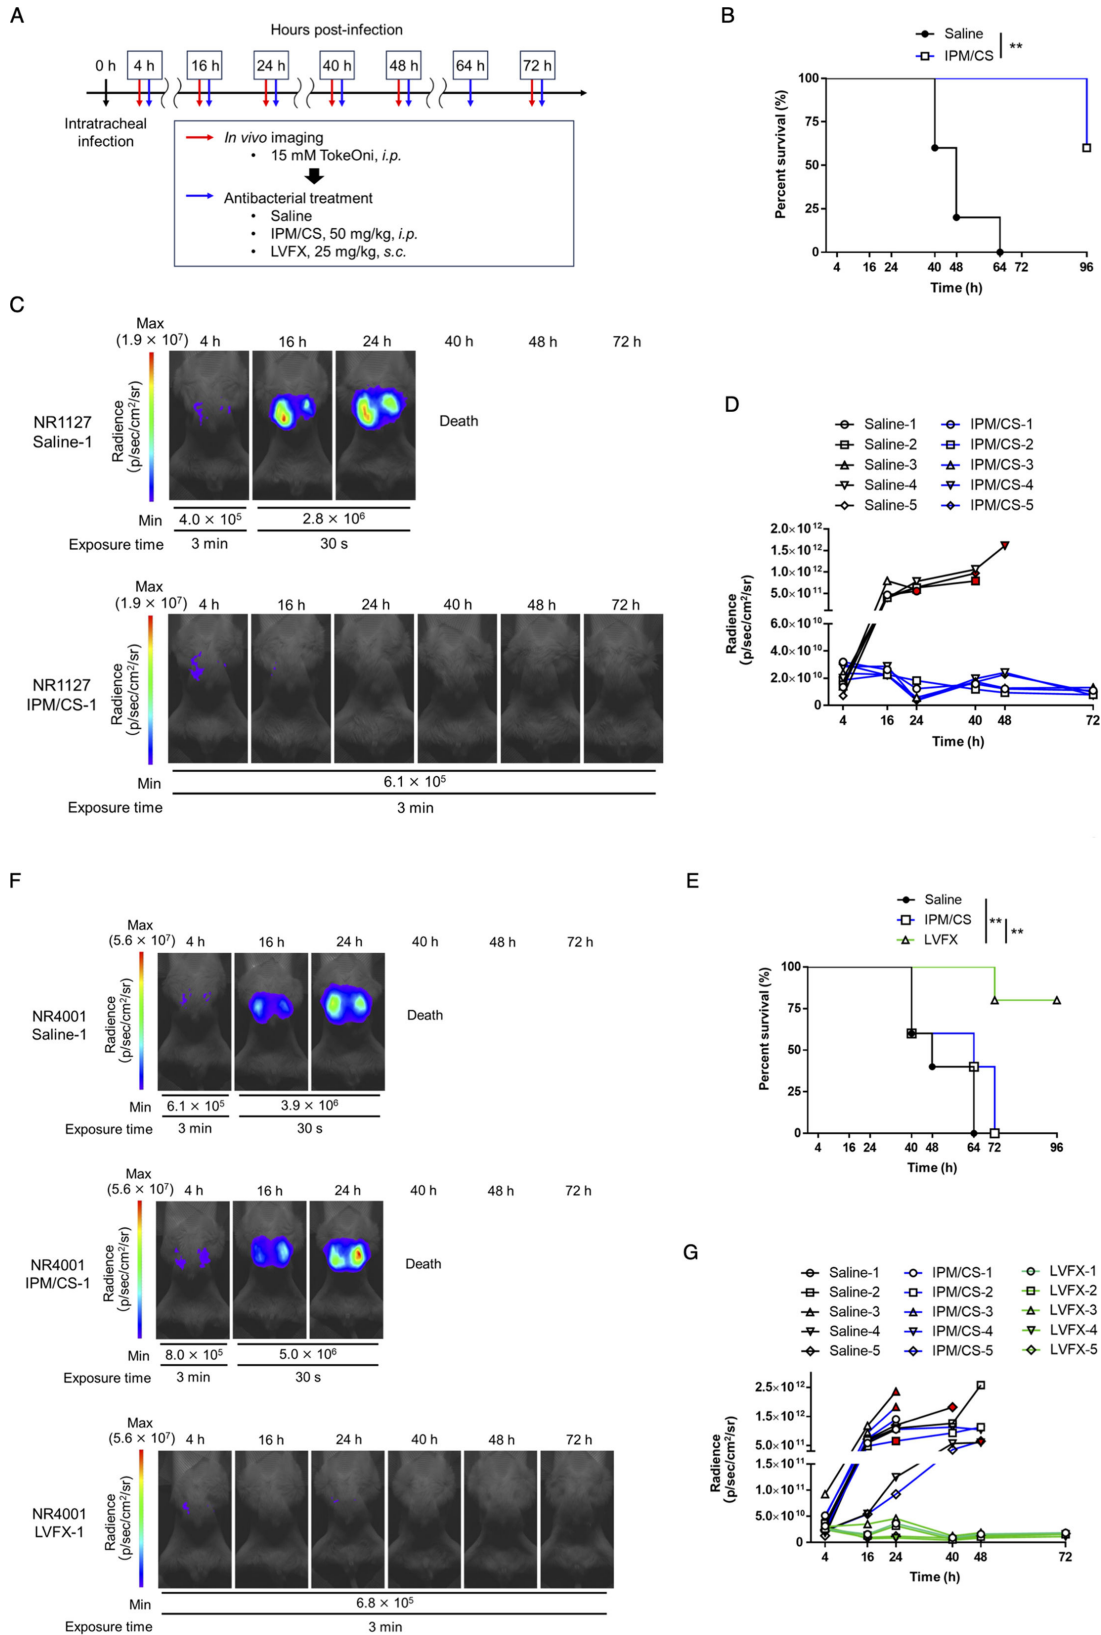 A
Hours post-infection
0 h 4 h 16 h 24 h 40 h 48 h 64 h 72 h
Intratracheal
infection
In vivo imaging
• 15 mM TokeOni, i.p.
Antibacterial treatment
• Saline
• IPM/CS, 50 mg/kg, i.p.
• LVFX, 25 mg/kg, s.c.
B
Saline
IPM/CS
**
Percent survival (%)
100
75
50
25
0
4 16 24 40 48 64 72 96
Time (h)
C
Max
(1.9 × 10⁷) 4 h 16 h 24 h 40 h 48 h 72 h
NR1127
Saline-1
Radience
(p/sec/cm²/sr)
Death
Min 4.0 × 10⁵ 2.8 × 10⁶
Exposure time 3 min 30 s
Max
(1.9 × 10⁷) 4 h 16 h 24 h 40 h 48 h 72 h
NR1127
IPM/CS-1
Radience
(p/sec/cm²/sr)
Min 6.1 × 10⁵
Exposure time 3 min
D
Saline-1 IPM/CS-1
Saline-2 IPM/CS-2
Saline-3 IPM/CS-3
Saline-4 IPM/CS-4
Saline-5 IPM/CS-5
Radience
(p/sec/cm²/sr)
2.0×10¹²
1.5×10¹²
1.0×10¹²
5.0×10¹¹
6.0×10¹⁰
4.0×10¹⁰
2.0×10¹⁰
0
4 16 24 40 48 72
Time (h)
F
Max
(5.6 × 10⁷) 4 h 16 h 24 h 40 h 48 h 72 h
NR4001
Saline-1
Radience
(p/sec/cm²/sr)
Death
Min 6.1 × 10⁵ 3.9 × 10⁶
Exposure time 3 min 30 s
Max
(5.6 × 10⁷) 4 h 16 h 24 h 40 h 48 h 72 h
NR4001
IPM/CS-1
Radience
(p/sec/cm²/sr)
Death
Min 8.0 × 10⁵ 5.0 × 10⁶
Exposure time 3 min 30 s
Max
(5.6 × 10⁷) 4 h 16 h 24 h 40 h 48 h 72 h
NR4001
LVFX-1
Radience
(p/sec/cm²/sr)
Min 6.8 × 10⁵
Exposure time 3 min
E
Saline
IPM/CS
LVFX
** **
Percent survival (%)
100
75
50
25
0
4 16 24 40 48 64 72 96
Time (h)
G
Saline-1 IPM/CS-1 LVFX-1
Saline-2 IPM/CS-2 LVFX-2
Saline-3 IPM/CS-3 LVFX-3
Saline-4 IPM/CS-4 LVFX-4
Saline-5 IPM/CS-5 LVFX-5
Radience
(p/sec/cm²/sr)
2.5×10¹²
1.5×10¹²
5.0×10¹¹
1.5×10¹¹
1.0×10¹¹
5.0×10¹⁰
0
4 16 24 40 48 72
Time (h)